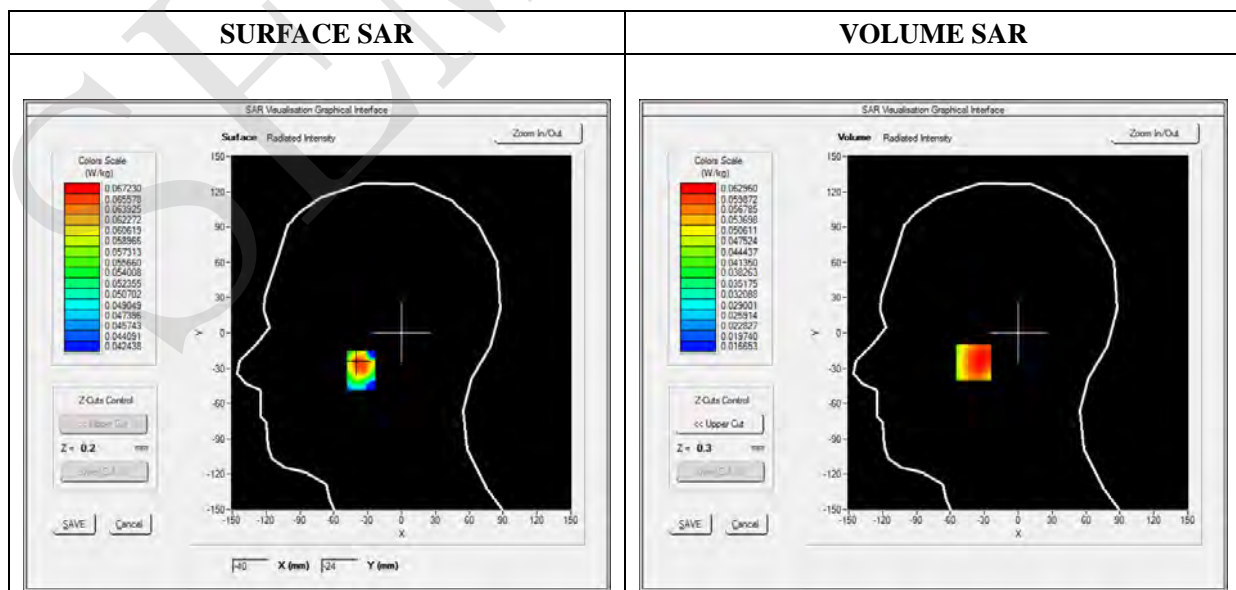 SURFACE SAR
VOLUME SAR
SAR Visualisation Graphical Interface
Surface Radiated Intensity
Zoom In/Out
Colors Scale
(W/kg)
0.067230
0.065578
0.063925
0.062272
0.060619
0.058966
0.057313
0.055660
0.054008
0.052355
0.050702
0.049049
0.047396
0.045743
0.044091
0.042438
150
120
90
60
30
0
-30
-60
-90
-120
-150
Y
-150 -120 -90 -60 -30 0 30 60 90 120 150
X
Z-Cuts Control
<< Upper Cut
Z = 0.2 mm
SAVE Cancel
-40 X (mm) -24 Y (mm)
SAR Visualisation Graphical Interface
Volume Radiated Intensity
Zoom In/Out
Colors Scale
(W/kg)
0.062960
0.059872
0.056785
0.053698
0.050611
0.047524
0.044437
0.041350
0.038263
0.035175
0.032088
0.029001
0.025914
0.022827
0.019740
0.016653
150
120
90
60
30
0
-30
-60
-90
-120
-150
Y
-150 -120 -90 -60 -30 0 30 60 90 120 150
X
Z-Cuts Control
<< Upper Cut
Z = 0.3 mm
SAVE Cancel